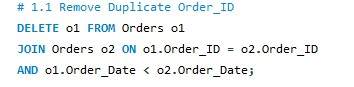 # 1.1 Remove Duplicate Order_ID
DELETE o1 FROM Orders o1
JOIN Orders o2 ON o1.Order_ID = o2.Order_ID
AND o1.Order_Date < o2.Order_Date;